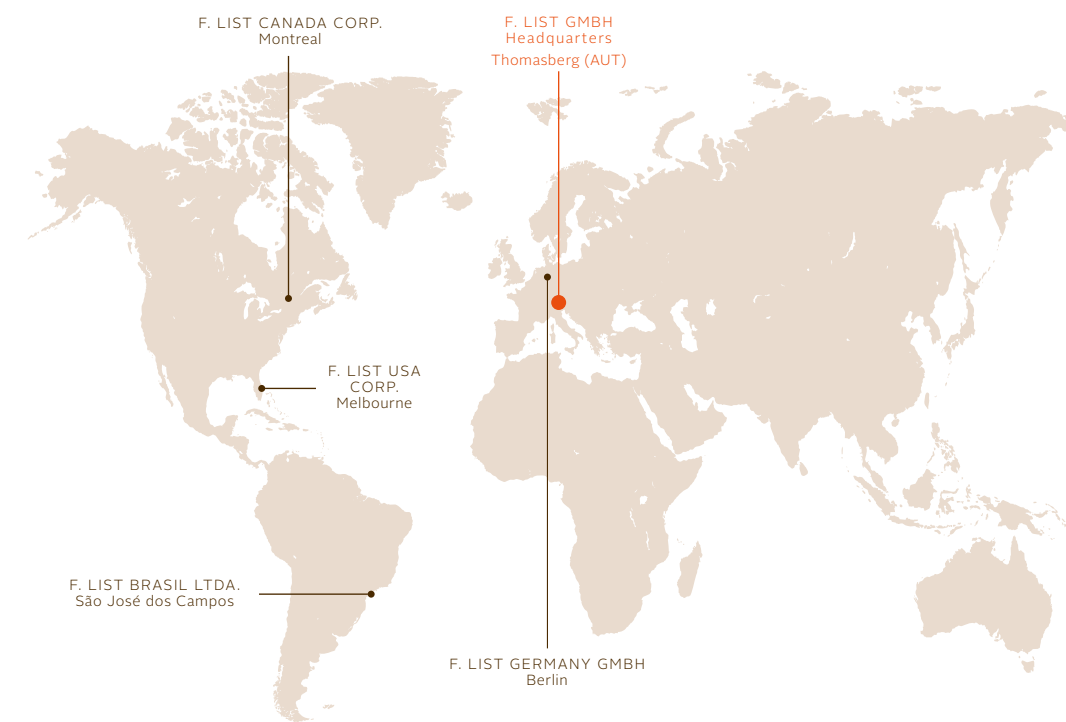 F. LIST CANADA CORP.
Montreal
F. LIST GMBH
Headquarters
Thomasberg (AUT)
F. LIST USA
CORP.
Melbourne
F. LIST BRASIL LTDA.
São José dos Campos
F. LIST GERMANY GMBH
Berlin